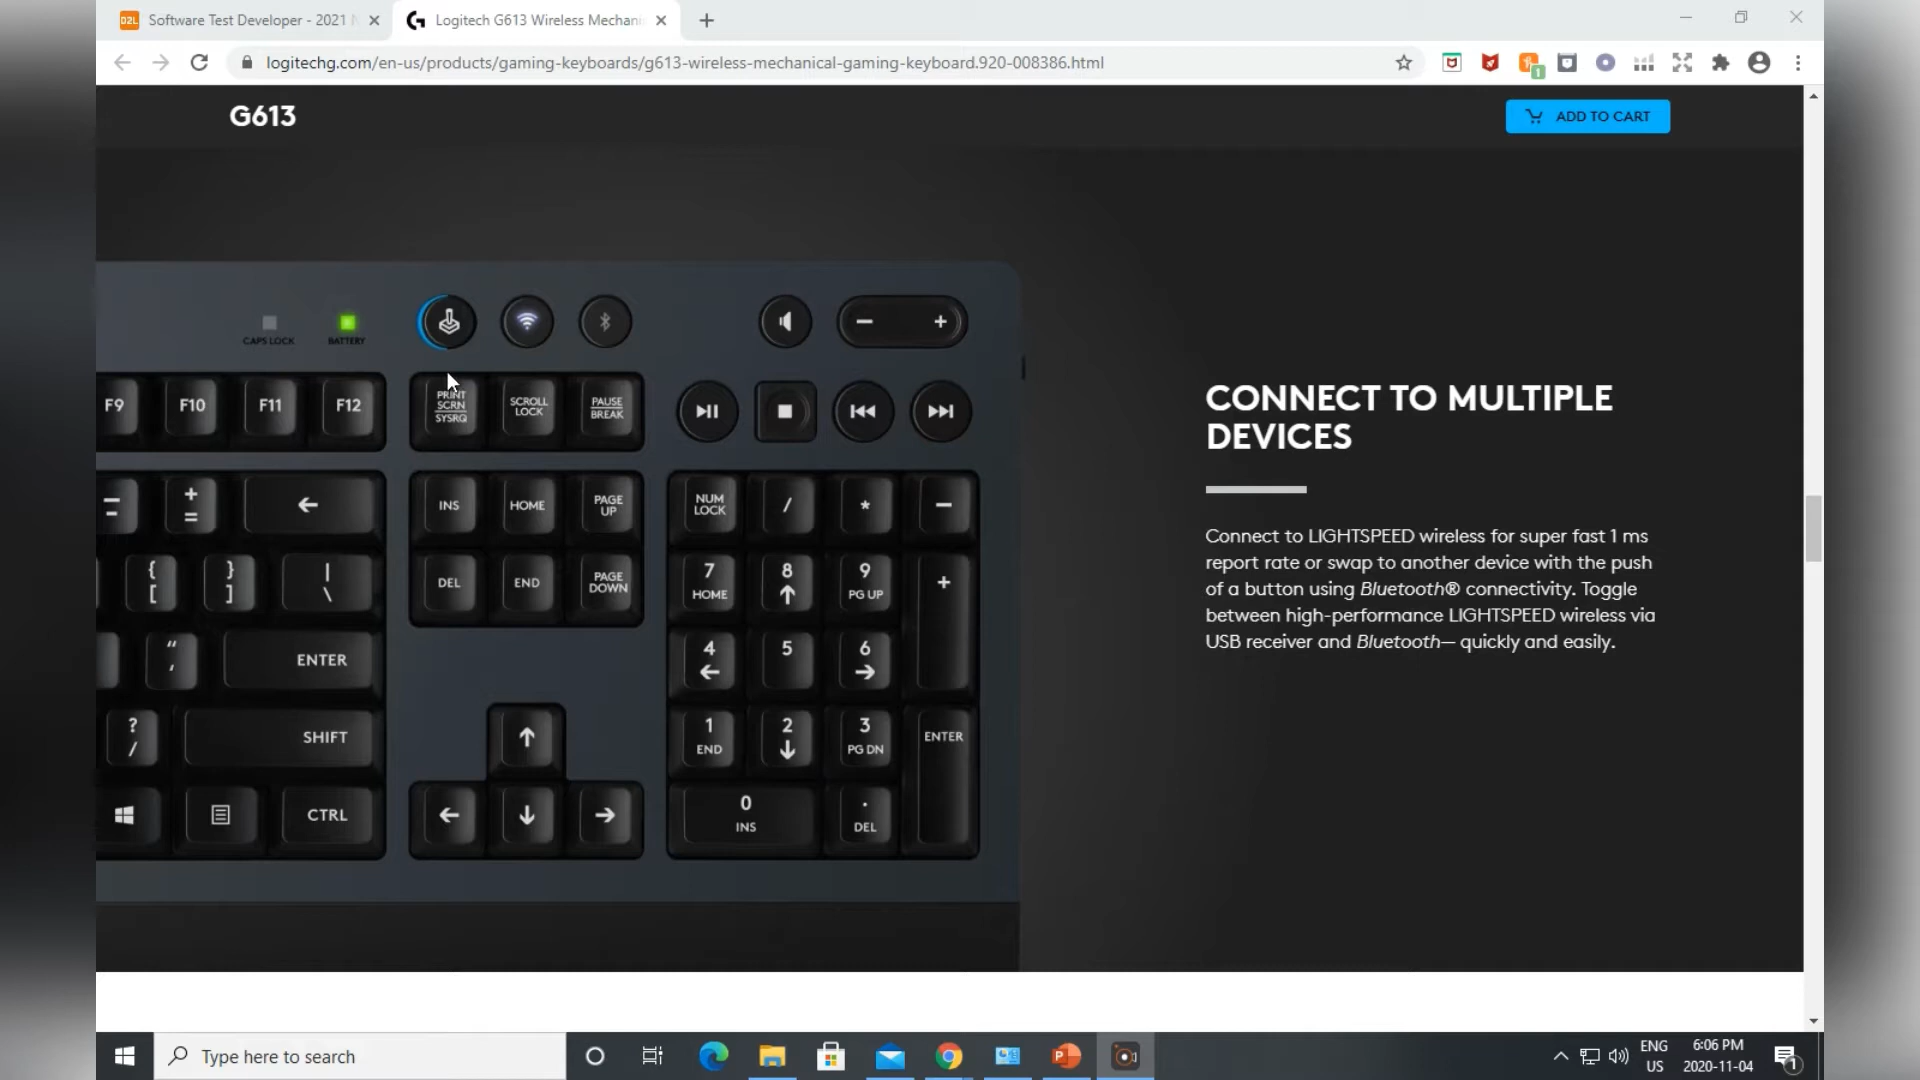 Software Test Developer - 2021
Logitech G613 Wireless Mechani
logitechg.com/en-us/products/gaming-keyboards/g613-wireless-mechanical-gaming-keyboard.920-008386.html
G613
ADD TO CART
CAPS LOCK
BATTERY
F9
F10
F11
F12
PRINT
SCRN
SYSRQ
SCROLL
LOCK
PAUSE
BREAK
INS
HOME
PAGE
UP
DEL
END
PAGE
DOWN
NUM
LOCK
/
*
-
+
=
{
[
}
]
|
\
7
HOME
8
9
PG UP
+
“
,
ENTER
4
5
6
?
/
SHIFT
1
END
2
3
PG DN
ENTER
CTRL
0
INS
.
DEL
CONNECT TO MULTIPLE
DEVICES
Connect to LIGHTSPEED wireless for super fast 1 ms
report rate or swap to another device with the push
of a button using Bluetooth® connectivity. Toggle
between high-performance LIGHTSPEED wireless via
USB receiver and Bluetooth— quickly and easily.
Type here to search
ENG
US
6:06 PM
2020-11-04
1